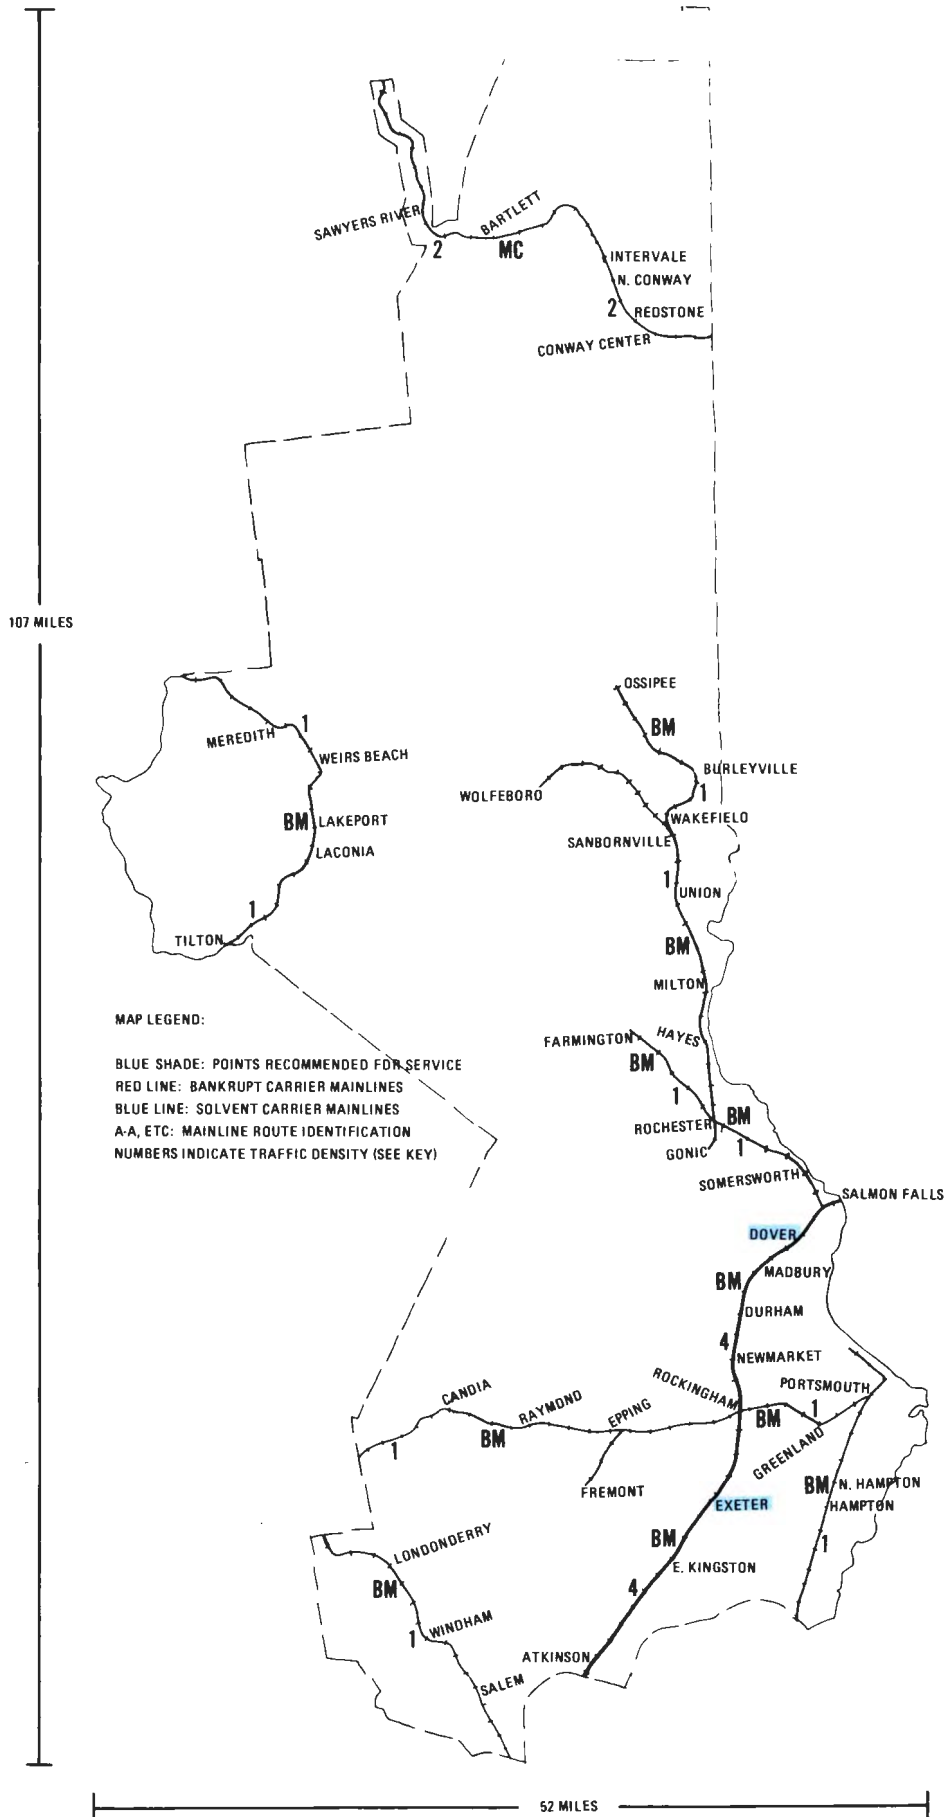 SAWYERS RIVER
2
BARTLETT
MC
INTERVALE
N. CONWAY
2
REDSTONE
CONWAY CENTER
107 MILES
OSSIPEE
BM
MEREDITH
1
WEIRS BEACH
BURLEYVILLE
1
WOLFEBORO
WAKEFIELD
BM
LAKEPORT
SANBORNVILLE
LACONIA
1
UNION
1
TILTON
BM
MILTON
MAP LEGEND:
BLUE SHADE: POINTS RECOMMENDED FOR SERVICE
RED LINE: BANKRUPT CARRIER MAINLINES
BLUE LINE: SOLVENT CARRIER MAINLINES
A-A, ETC: MAINLINE ROUTE IDENTIFICATION
NUMBERS INDICATE TRAFFIC DENSITY (SEE KEY)
FARMINGTON
HAYES
BM
1
BM
ROCHESTER
1
GONIC
SOMERSWORTH
SALMON FALLS
DOVER
MADBURY
BM
DURHAM
4
NEWMARKET
ROCKINGHAM
PORTSMOUTH
CANDIA
RAYMOND
EPPING
BM
1
1
BM
GREENLAND
FREMONT
BM
N. HAMPTON
EXETER
HAMPTON
LONDONDERRY
BM
1
E. KINGSTON
BM
4
1
WINDHAM
ATKINSON
SALEM
52 MILES